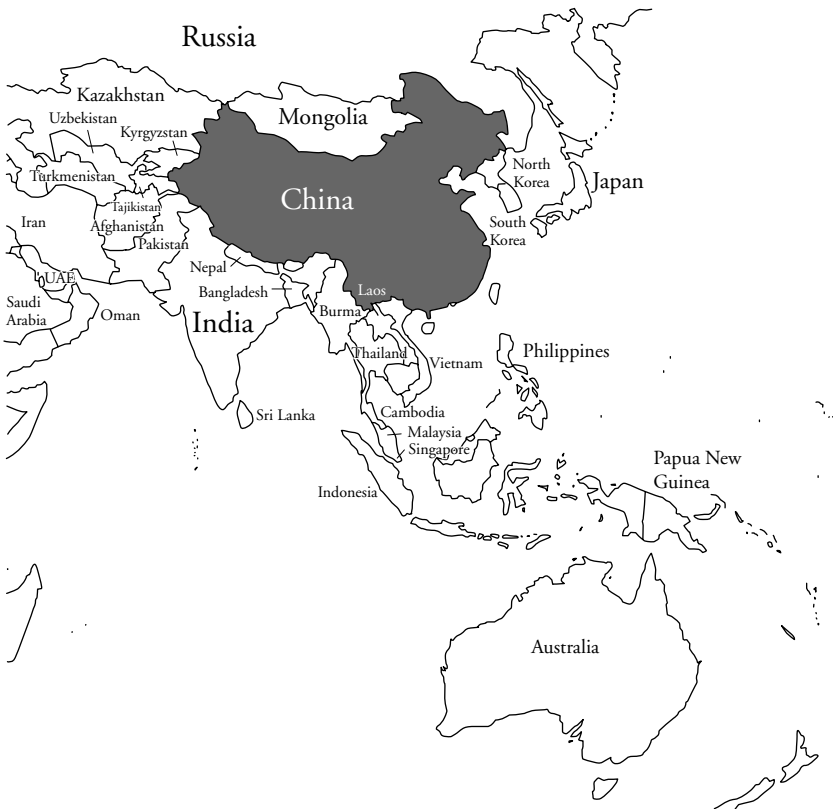 Russia
Kazakhstan
Uzbekistan
Kyrgyzstan
Mongolia
Turkmenistan
Tajikistan
North
Korea
Japan
China
Iran
Afghanistan
Pakistan
South
Korea
Nepal
UAE
Bangladesh
Laos
Saudi
Arabia
Oman
India
Burma
Thailand
Vietnam
Philippines
Sri Lanka
Cambodia
Malaysia
Singapore
Indonesia
Papua New
Guinea
Australia